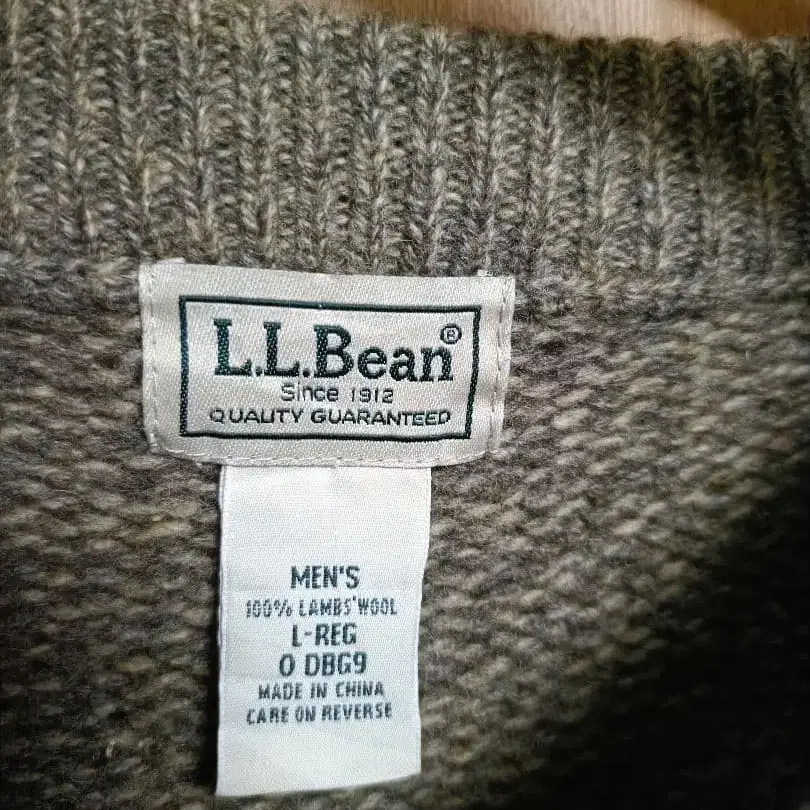 L.L.Bean®
Since 1912
QUALITY GUARANTEED
MEN'S
100% LAMBS'WOOL
L-REG
0 DBG9
MADE IN CHINA
CARE ON REVERSE